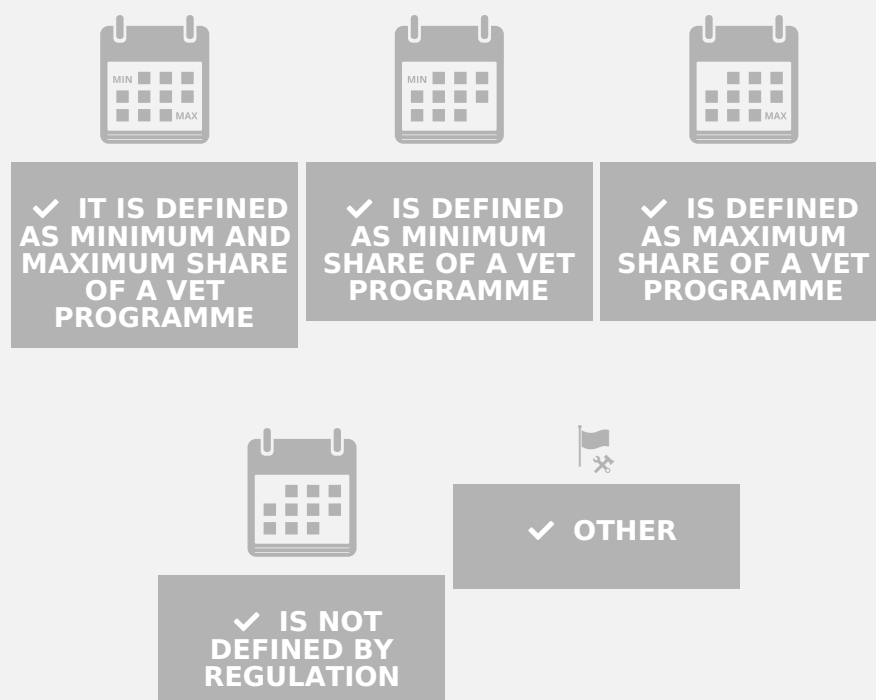 MIN
MAX
MIN
MAX
IT IS DEFINED
AS MINIMUM AND
MAXIMUM SHARE
OF A VET
PROGRAMME
IS DEFINED
AS MINIMUM
SHARE OF A VET
PROGRAMME
IS DEFINED
AS MAXIMUM
SHARE OF A VET
PROGRAMME
IS NOT
DEFINED BY
REGULATION
OTHER